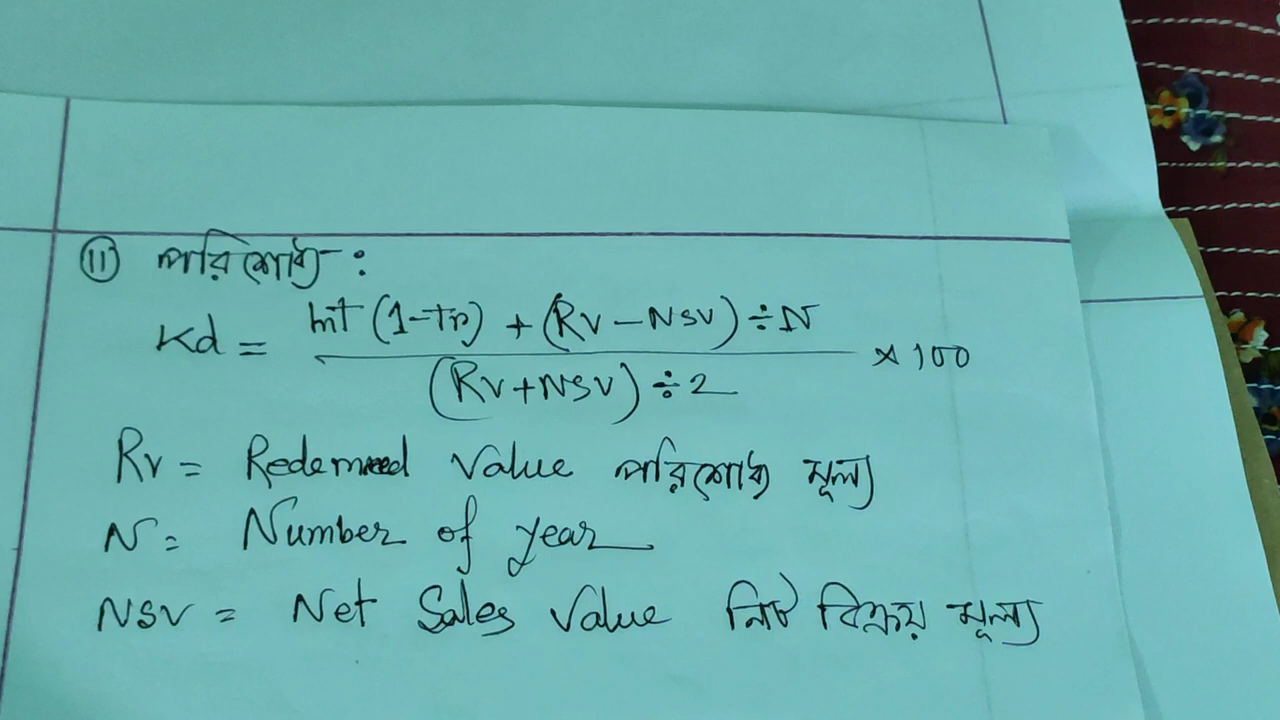 (11) পরিশোধ্য :
Kd = Int (1-Tr) + (Rv - NSV) ÷ N
(Rv + NSV) ÷ 2
× 100
Rv = Redemeed Value পরিশোধ্য মূল্য
N = Number of year
NSV = Net Sales Value নিট বিক্রয় মূল্য